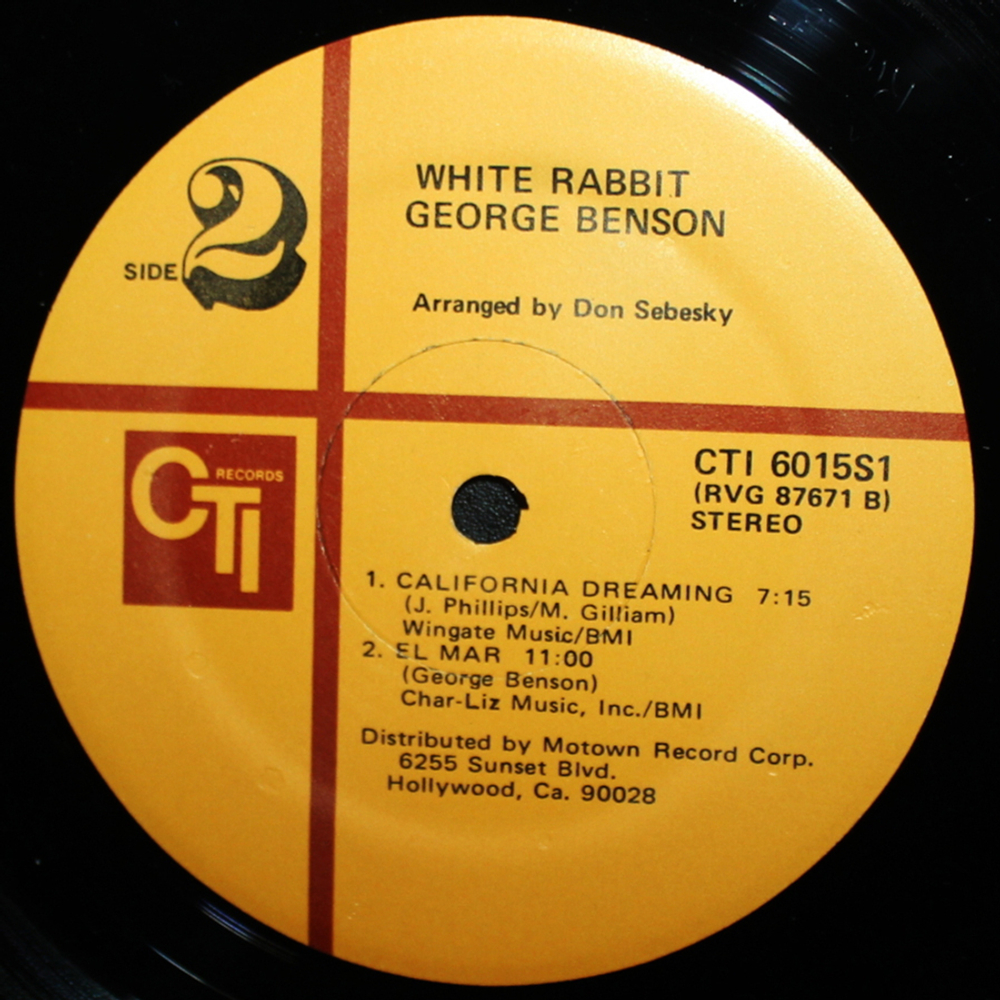 WHITE RABBIT
GEORGE BENSON
SIDE 2
Arranged by Don Sebesky
CTI RECORDS
CTI 6015S1
(RVG 87671 B)
STEREO
1. CALIFORNIA DREAMING 7:15
(J. Phillips/M. Gilliam)
Wingate Music/BMI
2. EL MAR 11:00
(George Benson)
Char-Liz Music, Inc./BMI
Distributed by Motown Record Corp.
6255 Sunset Blvd.
Hollywood, Ca. 90028